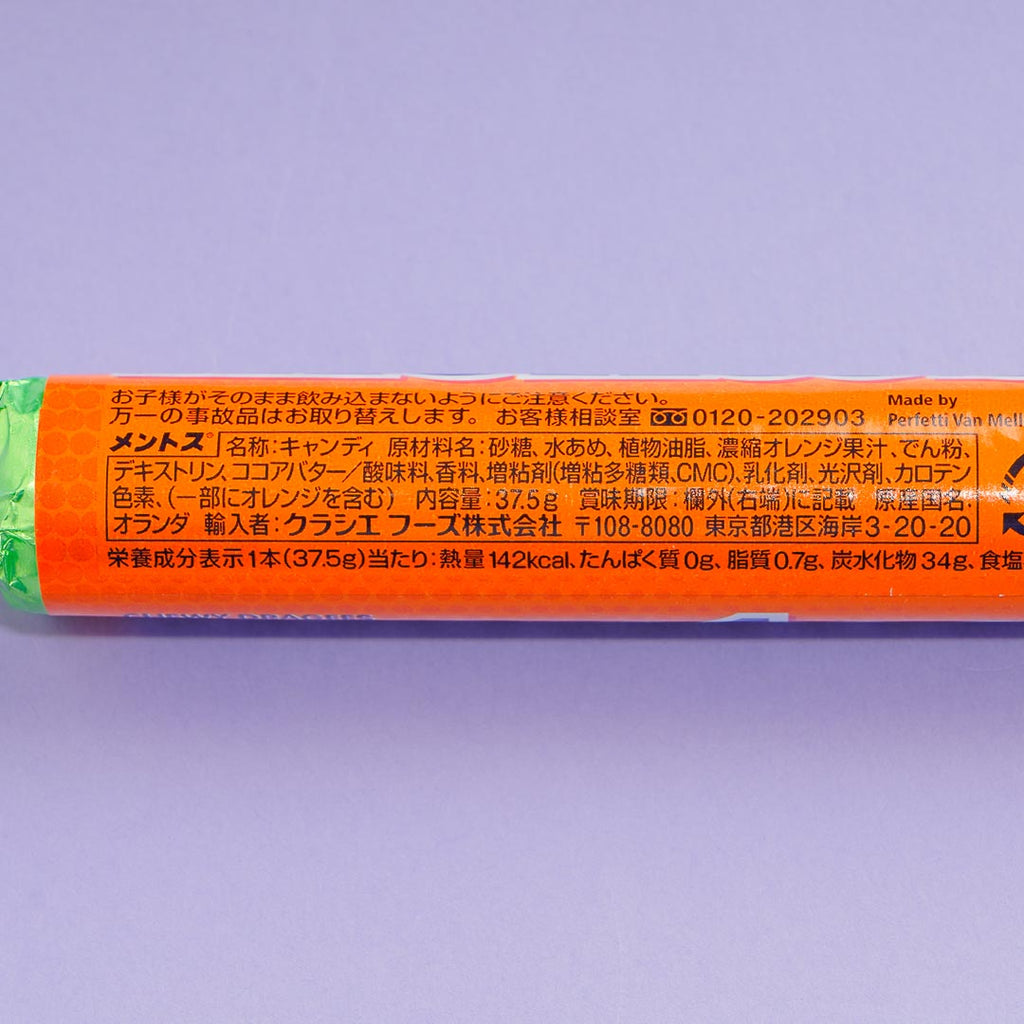 お子様がそのまま飲み込まないようにご注意ください。
万一の事故品はお取り替えします。 お客様相談室 0120-202903
Made by
Perfetti Van Mell
メントス® 名称:キャンディ 原材料名:砂糖、水あめ、植物油脂、濃縮オレンジ果汁、でん粉、
デキストリン、ココアバター/酸味料、香料、増粘剤(増粘多糖類、CMC)、乳化剤、光沢剤、カロテン
色素、(一部にオレンジを含む) 内容量:37.5g 賞味期限:欄外(右端)に記載 原産国名:
オランダ 輸入者:クラシエ フーズ株式会社 〒108-8080 東京都港区海岸3-20-20
栄養成分表示1本(37.5g)当たり:熱量142kcal、たんぱく質0g、脂質0.7g、炭水化物34g、食塩
CHEWY DRAGEES